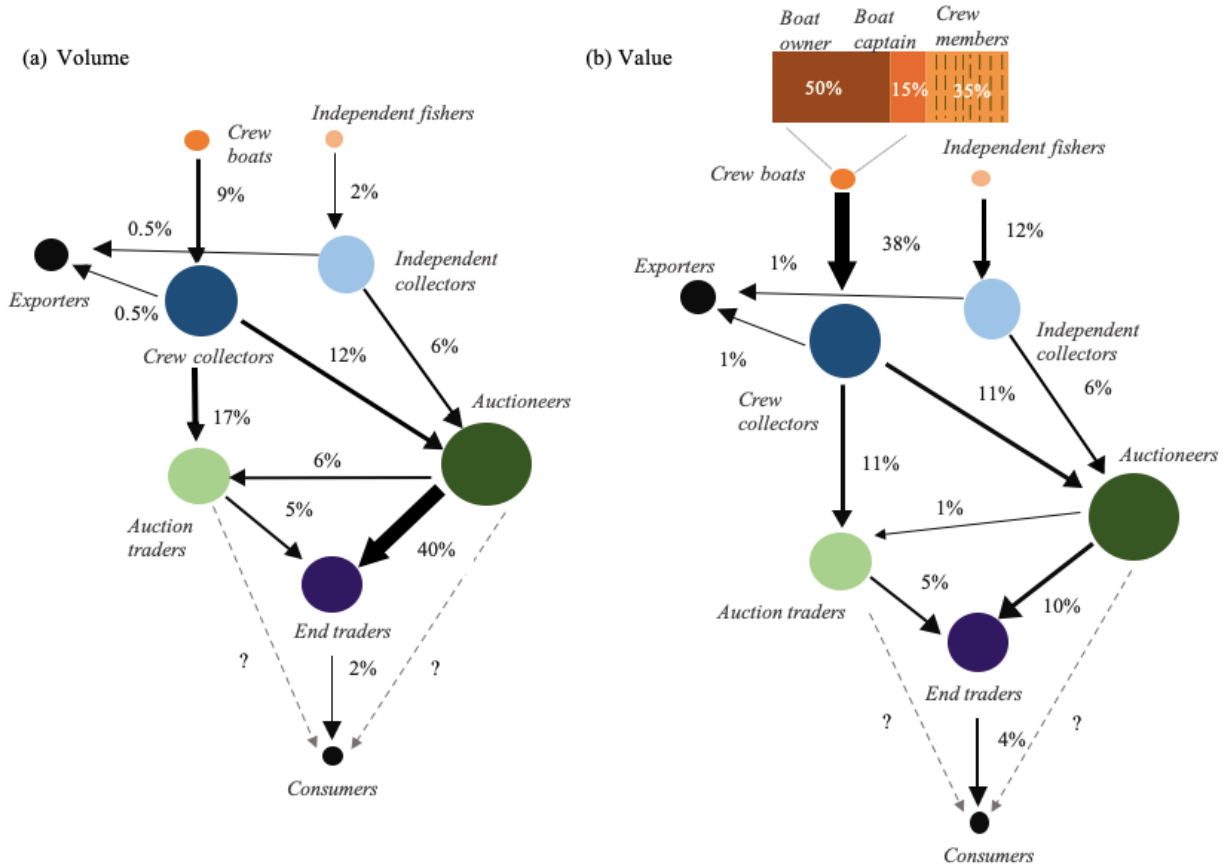 (a) Volume
Crew
boats
Independent fishers
9%
2%
0.5%
Exporters
0.5%
Independent
collectors
Crew collectors
12%
6%
17%
Auctioneers
6%
Auction
traders
5%
40%
End traders
?
2%
?
Consumers
(b) Value
Boat
owner
Boat
captain
Crew
members
50%
15%
35%
Crew boats
Independent fishers
38%
12%
Exporters
1%
1%
Independent
collectors
Crew
collectors
11%
6%
11%
Auctioneers
1%
Auction traders
5%
10%
End traders
?
4%
?
Consumers